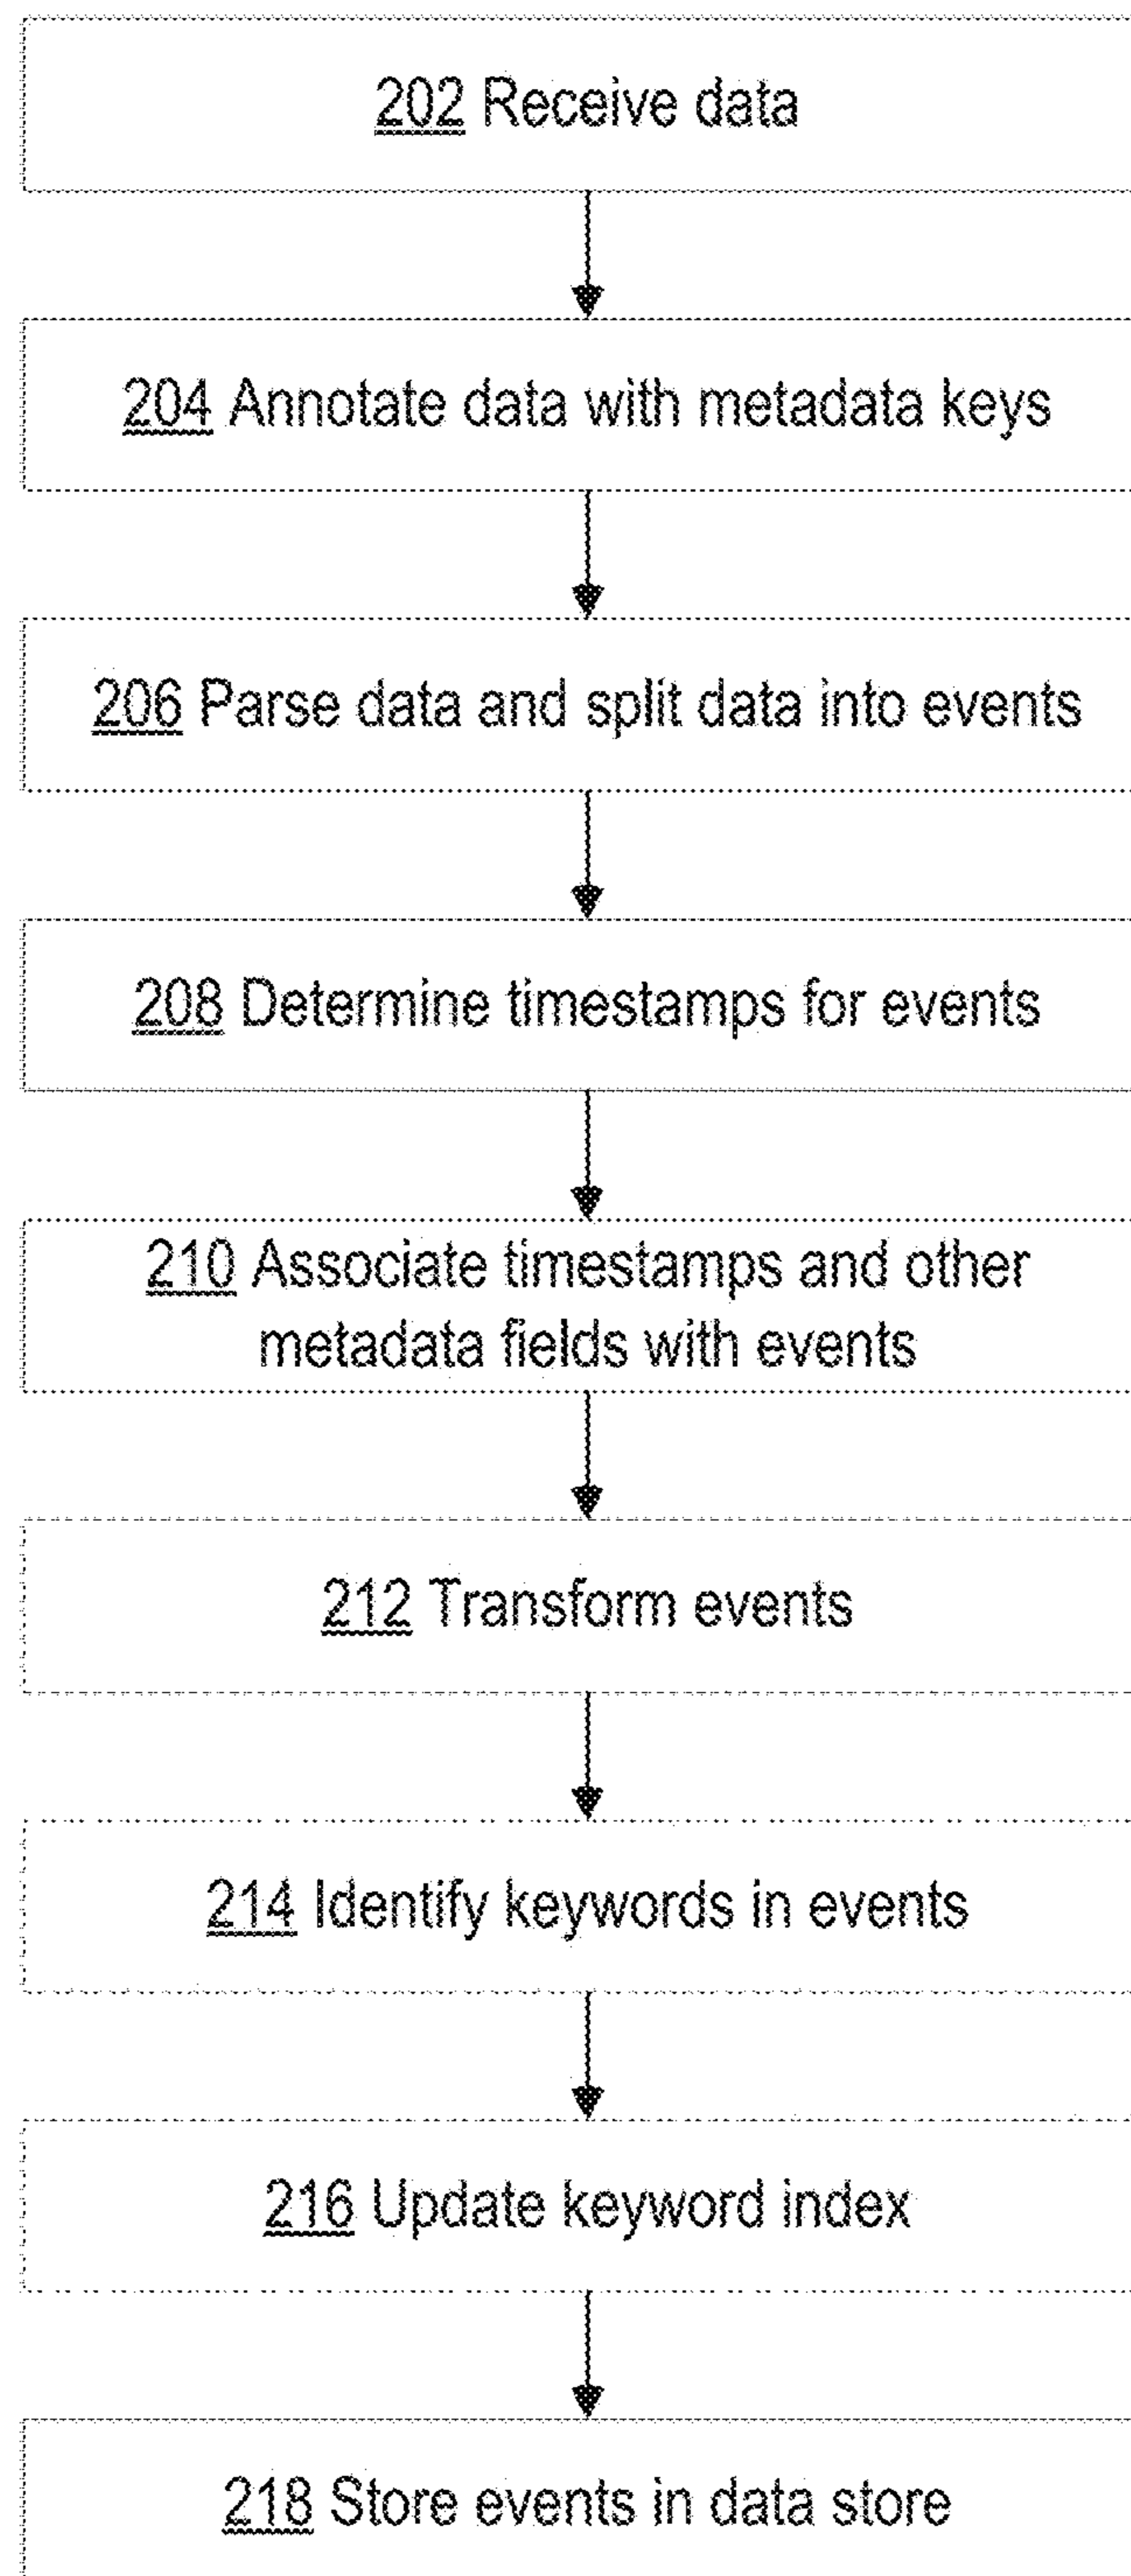 202 Receive data
204 Annotate data with metadata keys
206 Parse data and split data into events
208 Determine timestamps for events
210 Associate timestamps and other
metadata fields with events
212 Transform events
214 Identify keywords in events
216 Update keyword index
218 Store events in data store